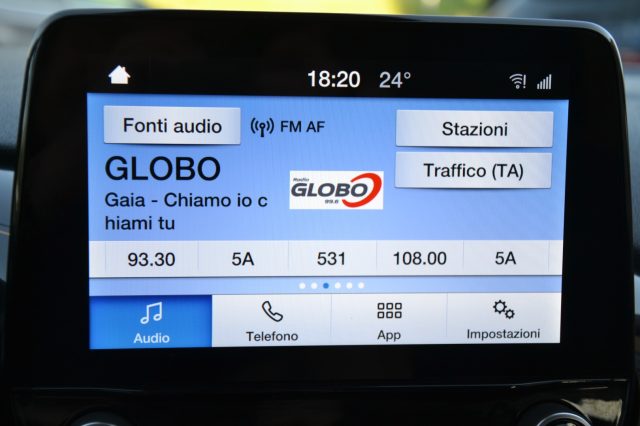 18:20 24°
Fonti audio FM AF Stazioni
GLOBO
Gaia - Chiamo io c
hiami tu
Radio
GLOBO
99.6
Traffico (TA)
93.30 5A 531 108.00 5A
Audio Telefono App Impostazioni